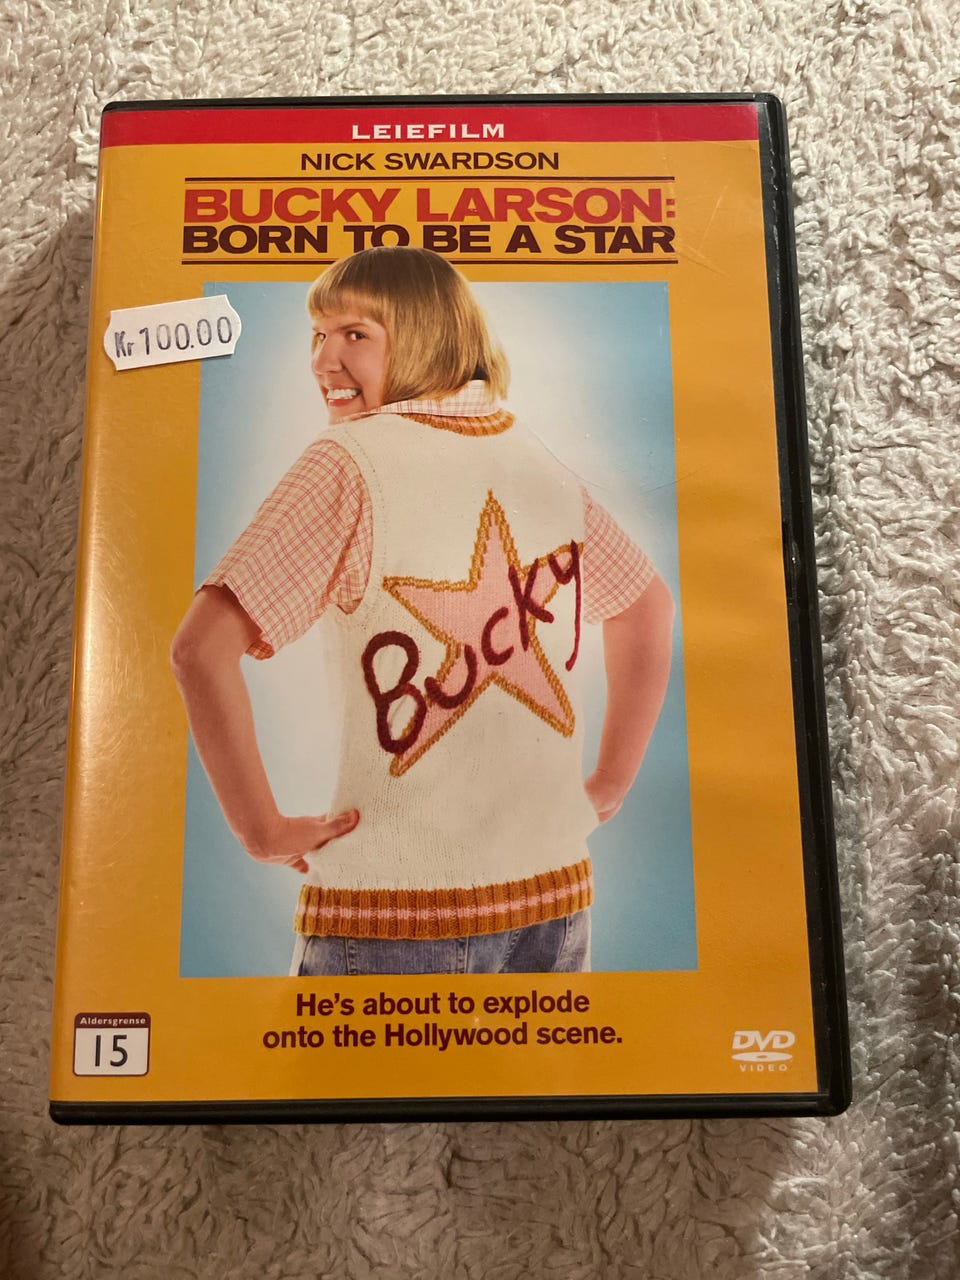 LEIEFILM
NICK SWARDSON
BUCKY LARSON:
BORN TO BE A STAR
Kr 100.00
Bucky
He's about to explode
onto the Hollywood scene.
Aldersgrense
15
DVD
VIDEO